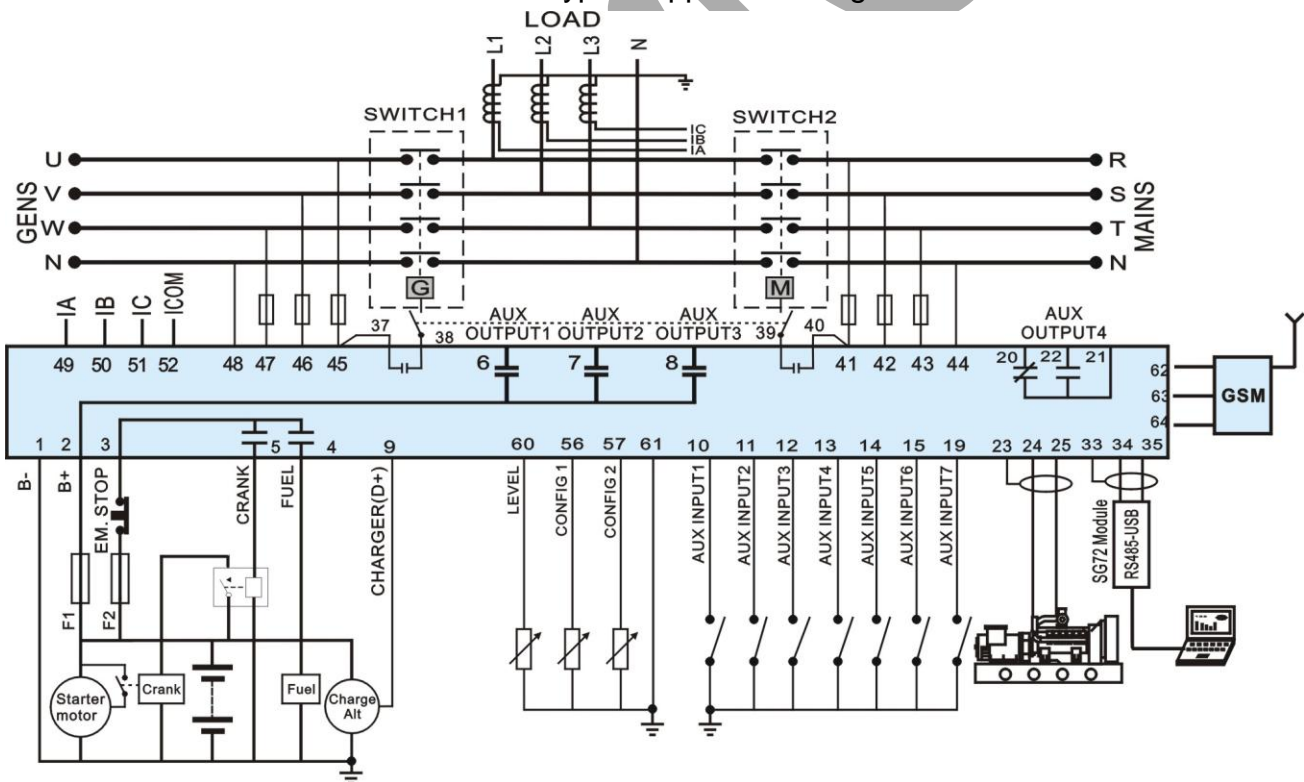 LOAD
L1 L2 L3 N
SWITCH1 SWITCH2
IC
IB
IA
U R
V S
W T
N N
GENS
MAINS
G M
IA IB IC ICOM
37 38 39 40
AUX OUTPUT1
AUX OUTPUT2
AUX OUTPUT3
AUX OUTPUT4
49 50 51 52 48 47 46 45 6 7 8 41 42 43 44 20 22 21
62
63
64
GSM
1 2 3 5 4 9 60 56 57 61 10 11 12 13 14 15 19 23 24 25 33 34 35
B-
B+
EM. STOP
CRANK
FUEL
CHARGER(D+)
LEVEL
CONFIG 1
CONFIG 2
AUX INPUT1
AUX INPUT2
AUX INPUT3
AUX INPUT4
AUX INPUT5
AUX INPUT6
AUX INPUT7
SG72 Module
RS485-USB
F1
F2
Starter
motor
Crank
Fuel
Charge
Alt